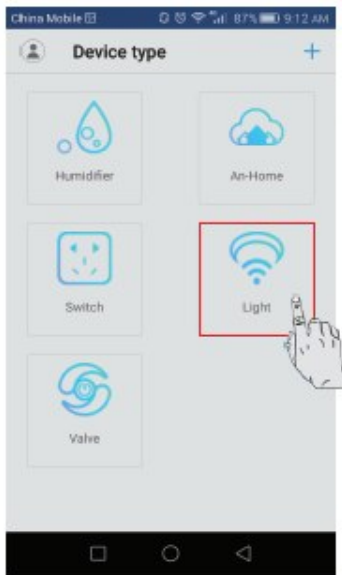 China Mobile 87% 9:12 AM
Device type +
Humidifier An-Home
Switch Light
Valve